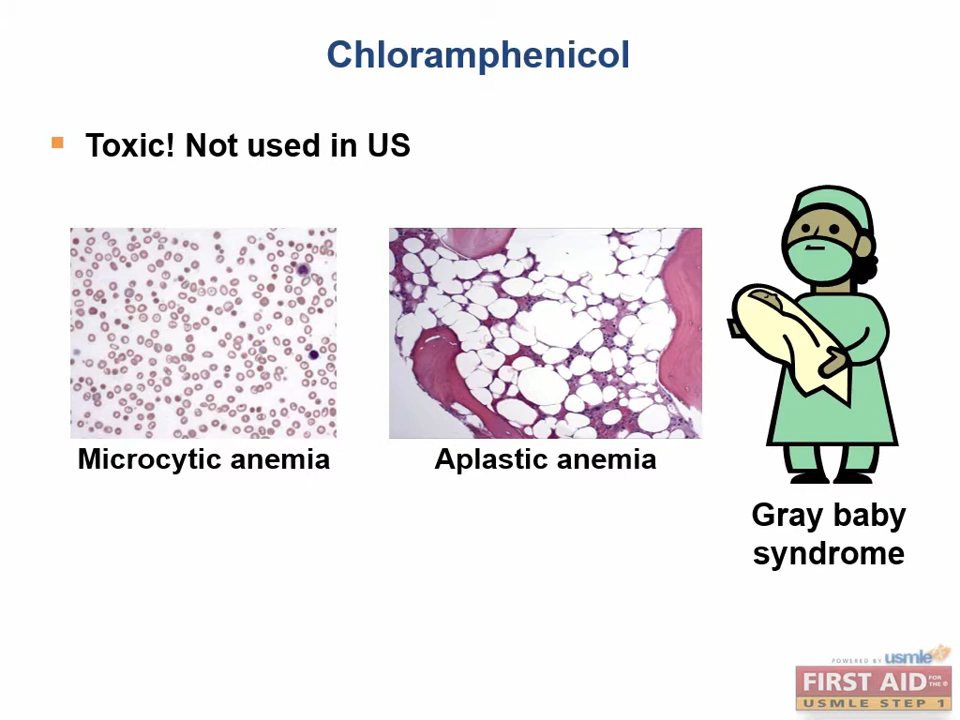 Chloramphenicol
Toxic! Not used in US
Microcytic anemia
Aplastic anemia
Gray baby
syndrome
POWERED BY usmle
FIRST AID FOR THE ®
USMLE STEP 1